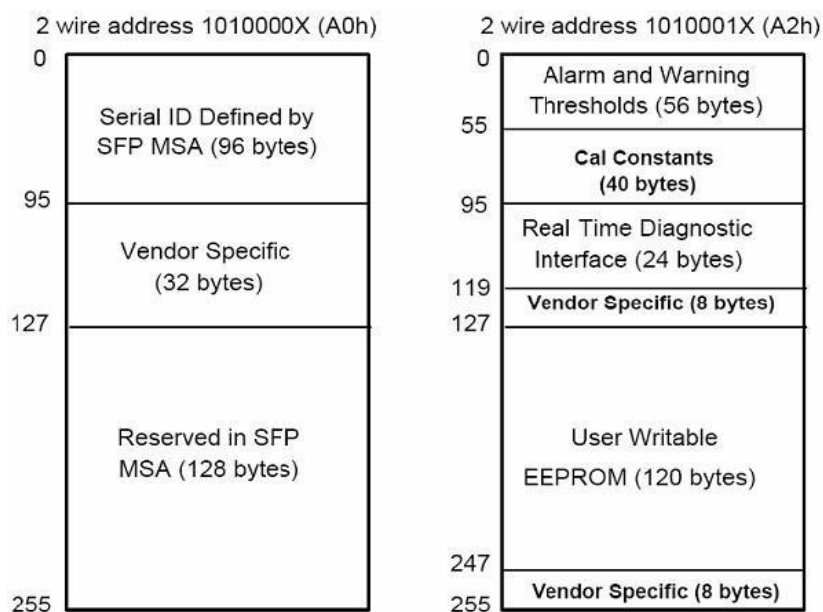 2 wire address 1010000X (A0h)
0
Serial ID Defined by
SFP MSA (96 bytes)
95
Vendor Specific
(32 bytes)
127
Reserved in SFP
MSA (128 bytes)
255
2 wire address 1010001X (A2h)
0
Alarm and Warning
Thresholds (56 bytes)
55
Cal Constants
(40 bytes)
95
Real Time Diagnostic
Interface (24 bytes)
119
Vendor Specific (8 bytes)
127
User Writable
EEPROM (120 bytes)
247
Vendor Specific (8 bytes)
255